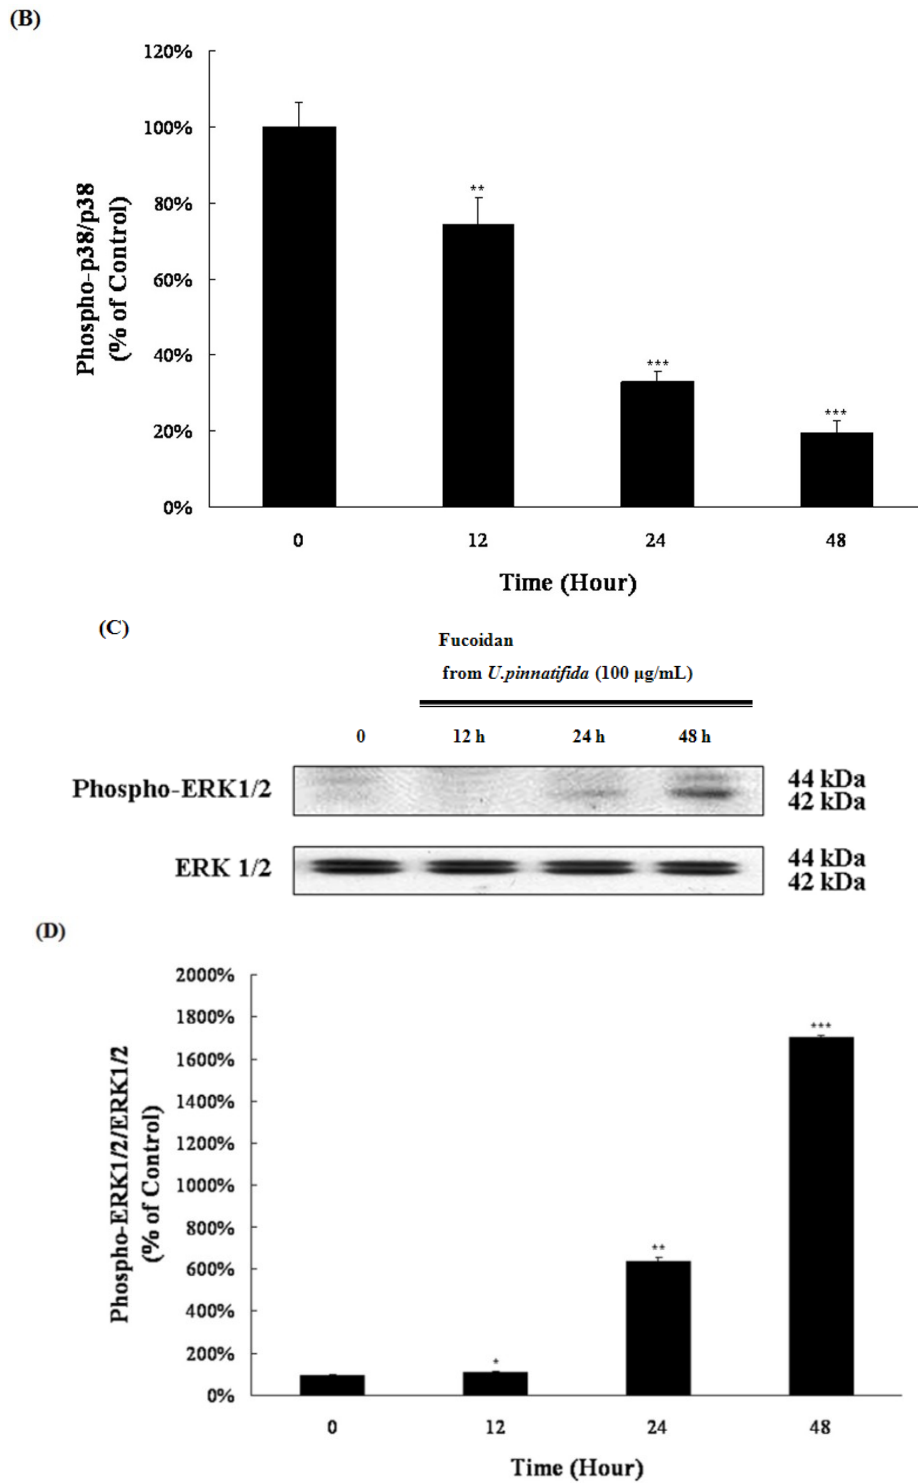 (B)
120%
100%
80%
60%
40%
20%
0%
Phospho-p38/p38
(% of Control)
**
***
***
0 12 24 48
Time (Hour)
(C)
Fucoidan
from U.pinnatifida (100 µg/mL)
0 12 h 24 h 48 h
Phospho-ERK1/2
44 kDa
42 kDa
ERK 1/2
44 kDa
42 kDa
(D)
2000%
1800%
1600%
1400%
1200%
1000%
800%
600%
400%
200%
0%
Phospho-ERK1/2/ERK1/2
(% of Control)
*
**
***
0 12 24 48
Time (Hour)